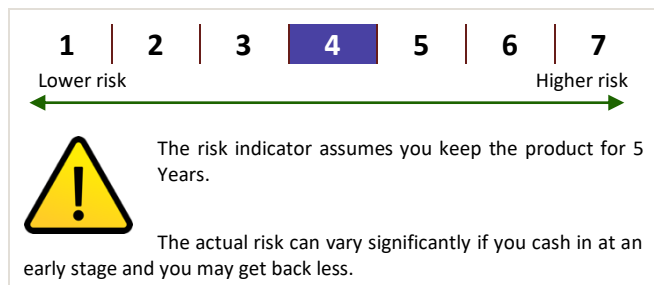 1 2 3 4 5 6 7
Lower risk Higher risk
The risk indicator assumes you keep the product for 5
Years.
The actual risk can vary significantly if you cash in at an
early stage and you may get back less.